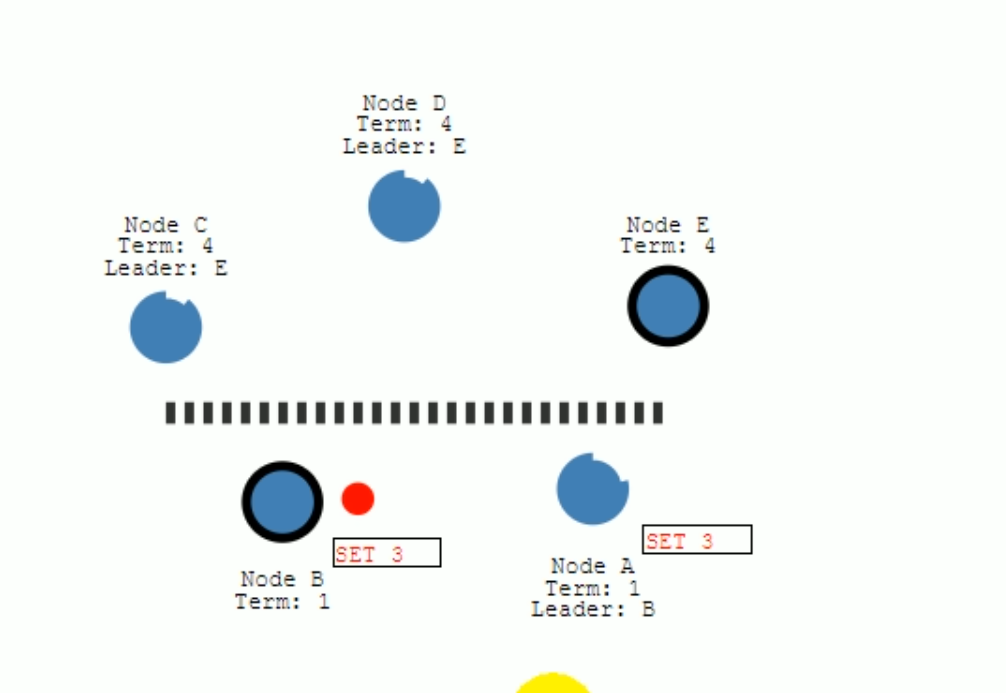 Node D
Term: 4
Leader: E
Node C
Term: 4
Leader: E
Node E
Term: 4
SET 3
Node B
Term: 1
SET 3
Node A
Term: 1
Leader: B